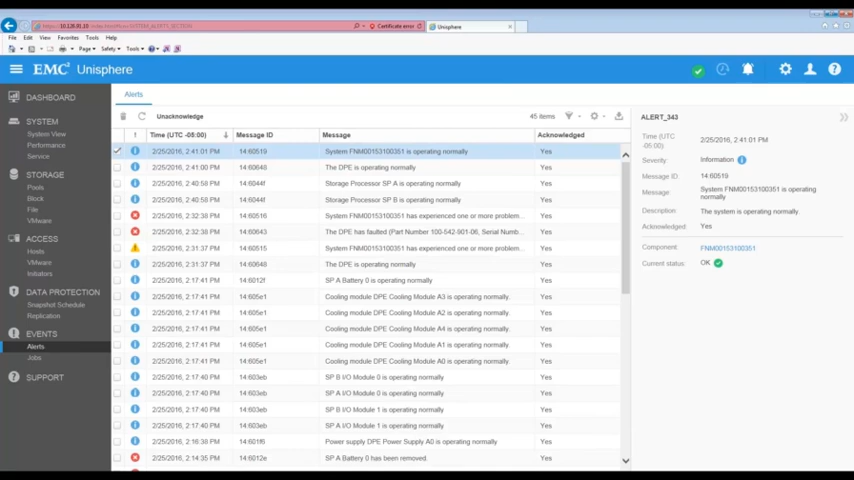 Certificate error
Unisphere
File Edit View Favorites Tools Help
Page Safety Tools
EMC² Unisphere
DASHBOARD
SYSTEM
System View
Performance
Service
STORAGE
Pools
Block
File
VMware
ACCESS
Hosts
VMware
Initiators
DATA PROTECTION
Snapshot Schedule
Replication
EVENTS
Alerts
Jobs
SUPPORT
Alerts
Unacknowledge 45 items
! Time (UTC -05:00) Message ID Message Acknowledged
2/25/2016, 2:41:01 PM 14:60519 System FNM00153100351 is operating normally Yes
2/25/2016, 2:41:00 PM 14:60648 The DPE is operating normally Yes
2/25/2016, 2:40:58 PM 14:6044f Storage Processor SP A is operating normally Yes
2/25/2016, 2:40:58 PM 14:6044f Storage Processor SP B is operating normally Yes
2/25/2016, 2:32:38 PM 14:60516 System FNM00153100351 has experienced one or more problem... Yes
2/25/2016, 2:32:38 PM 14:60643 The DPE has faulted (Part Number 100-542-901-06, Serial Numb... Yes
2/25/2016, 2:31:37 PM 14:60515 System FNM00153100351 has experienced one or more problem... Yes
2/25/2016, 2:31:37 PM 14:60648 The DPE is operating normally Yes
2/25/2016, 2:17:41 PM 14:6012f SP A Battery 0 is operating normally Yes
2/25/2016, 2:17:41 PM 14:605e1 Cooling module DPE Cooling Module A3 is operating normally. Yes
2/25/2016, 2:17:41 PM 14:605e1 Cooling module DPE Cooling Module A2 is operating normally. Yes
2/25/2016, 2:17:41 PM 14:605e1 Cooling module DPE Cooling Module A4 is operating normally. Yes
2/25/2016, 2:17:41 PM 14:605e1 Cooling module DPE Cooling Module A1 is operating normally. Yes
2/25/2016, 2:17:41 PM 14:605e1 Cooling module DPE Cooling Module A0 is operating normally. Yes
2/25/2016, 2:17:40 PM 14:603eb SP B I/O Module 0 is operating normally Yes
2/25/2016, 2:17:40 PM 14:603eb SP A I/O Module 0 is operating normally Yes
2/25/2016, 2:17:40 PM 14:603eb SP B I/O Module 1 is operating normally Yes
2/25/2016, 2:17:40 PM 14:603eb SP A I/O Module 1 is operating normally Yes
2/25/2016, 2:16:38 PM 14:601f6 Power supply DPE Power Supply A0 is operating normally Yes
2/25/2016, 2:14:35 PM 14:6012e SP A Battery 0 has been removed. Yes
ALERT_343
Time (UTC -05:00): 2/25/2016, 2:41:01 PM
Severity: Information
Message ID: 14:60519
Message: System FNM00153100351 is operating
normally
Description: The system is operating normally.
Acknowledged: Yes
Component: FNM00153100351
Current status: OK